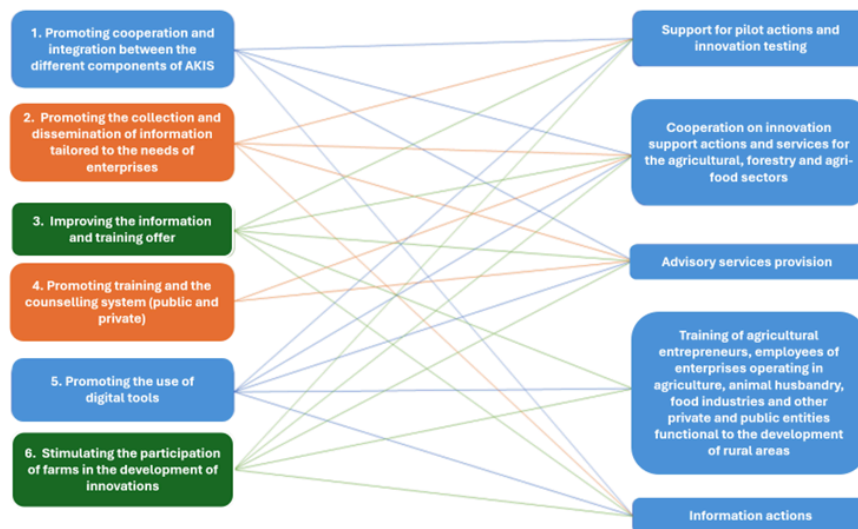 1. Promoting cooperation and
integration between the
different components of AKIS
2. Promoting the collection and
dissemination of information
tailored to the needs of
enterprises
3. Improving the information
and training offer
4. Promoting training and the
counselling system (public and
private)
5. Promoting the use of
digital tools
6. Stimulating the participation
of farms in the development of
innovations
Support for pilot actions and
innovation testing
Cooperation on innovation
support actions and services for
the agricultural, forestry and agri-
food sectors
Advisory services provision
Training of agricultural
entrepreneurs, employees of
enterprises operating in
agriculture, animal husbandry,
food industries and other
private and public entities
functional to the development
of rural areas
Information actions